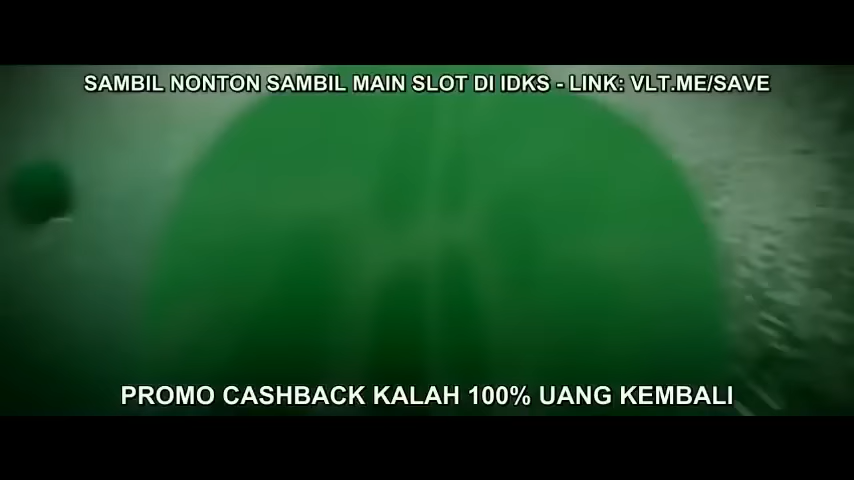 SAMBIL NONTON SAMBIL MAIN SLOT DI IDKS - LINK: VLT.ME/SAVE
PROMO CASHBACK KALAH 100% UANG KEMBALI